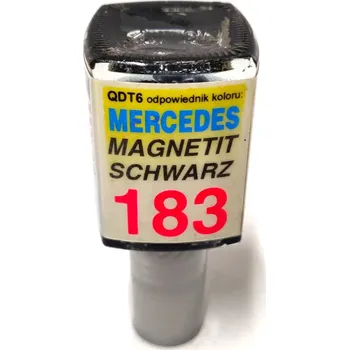 QDT6 odpowiednik koloru:
MERCEDES
MAGNETIT
SCHWARZ
183